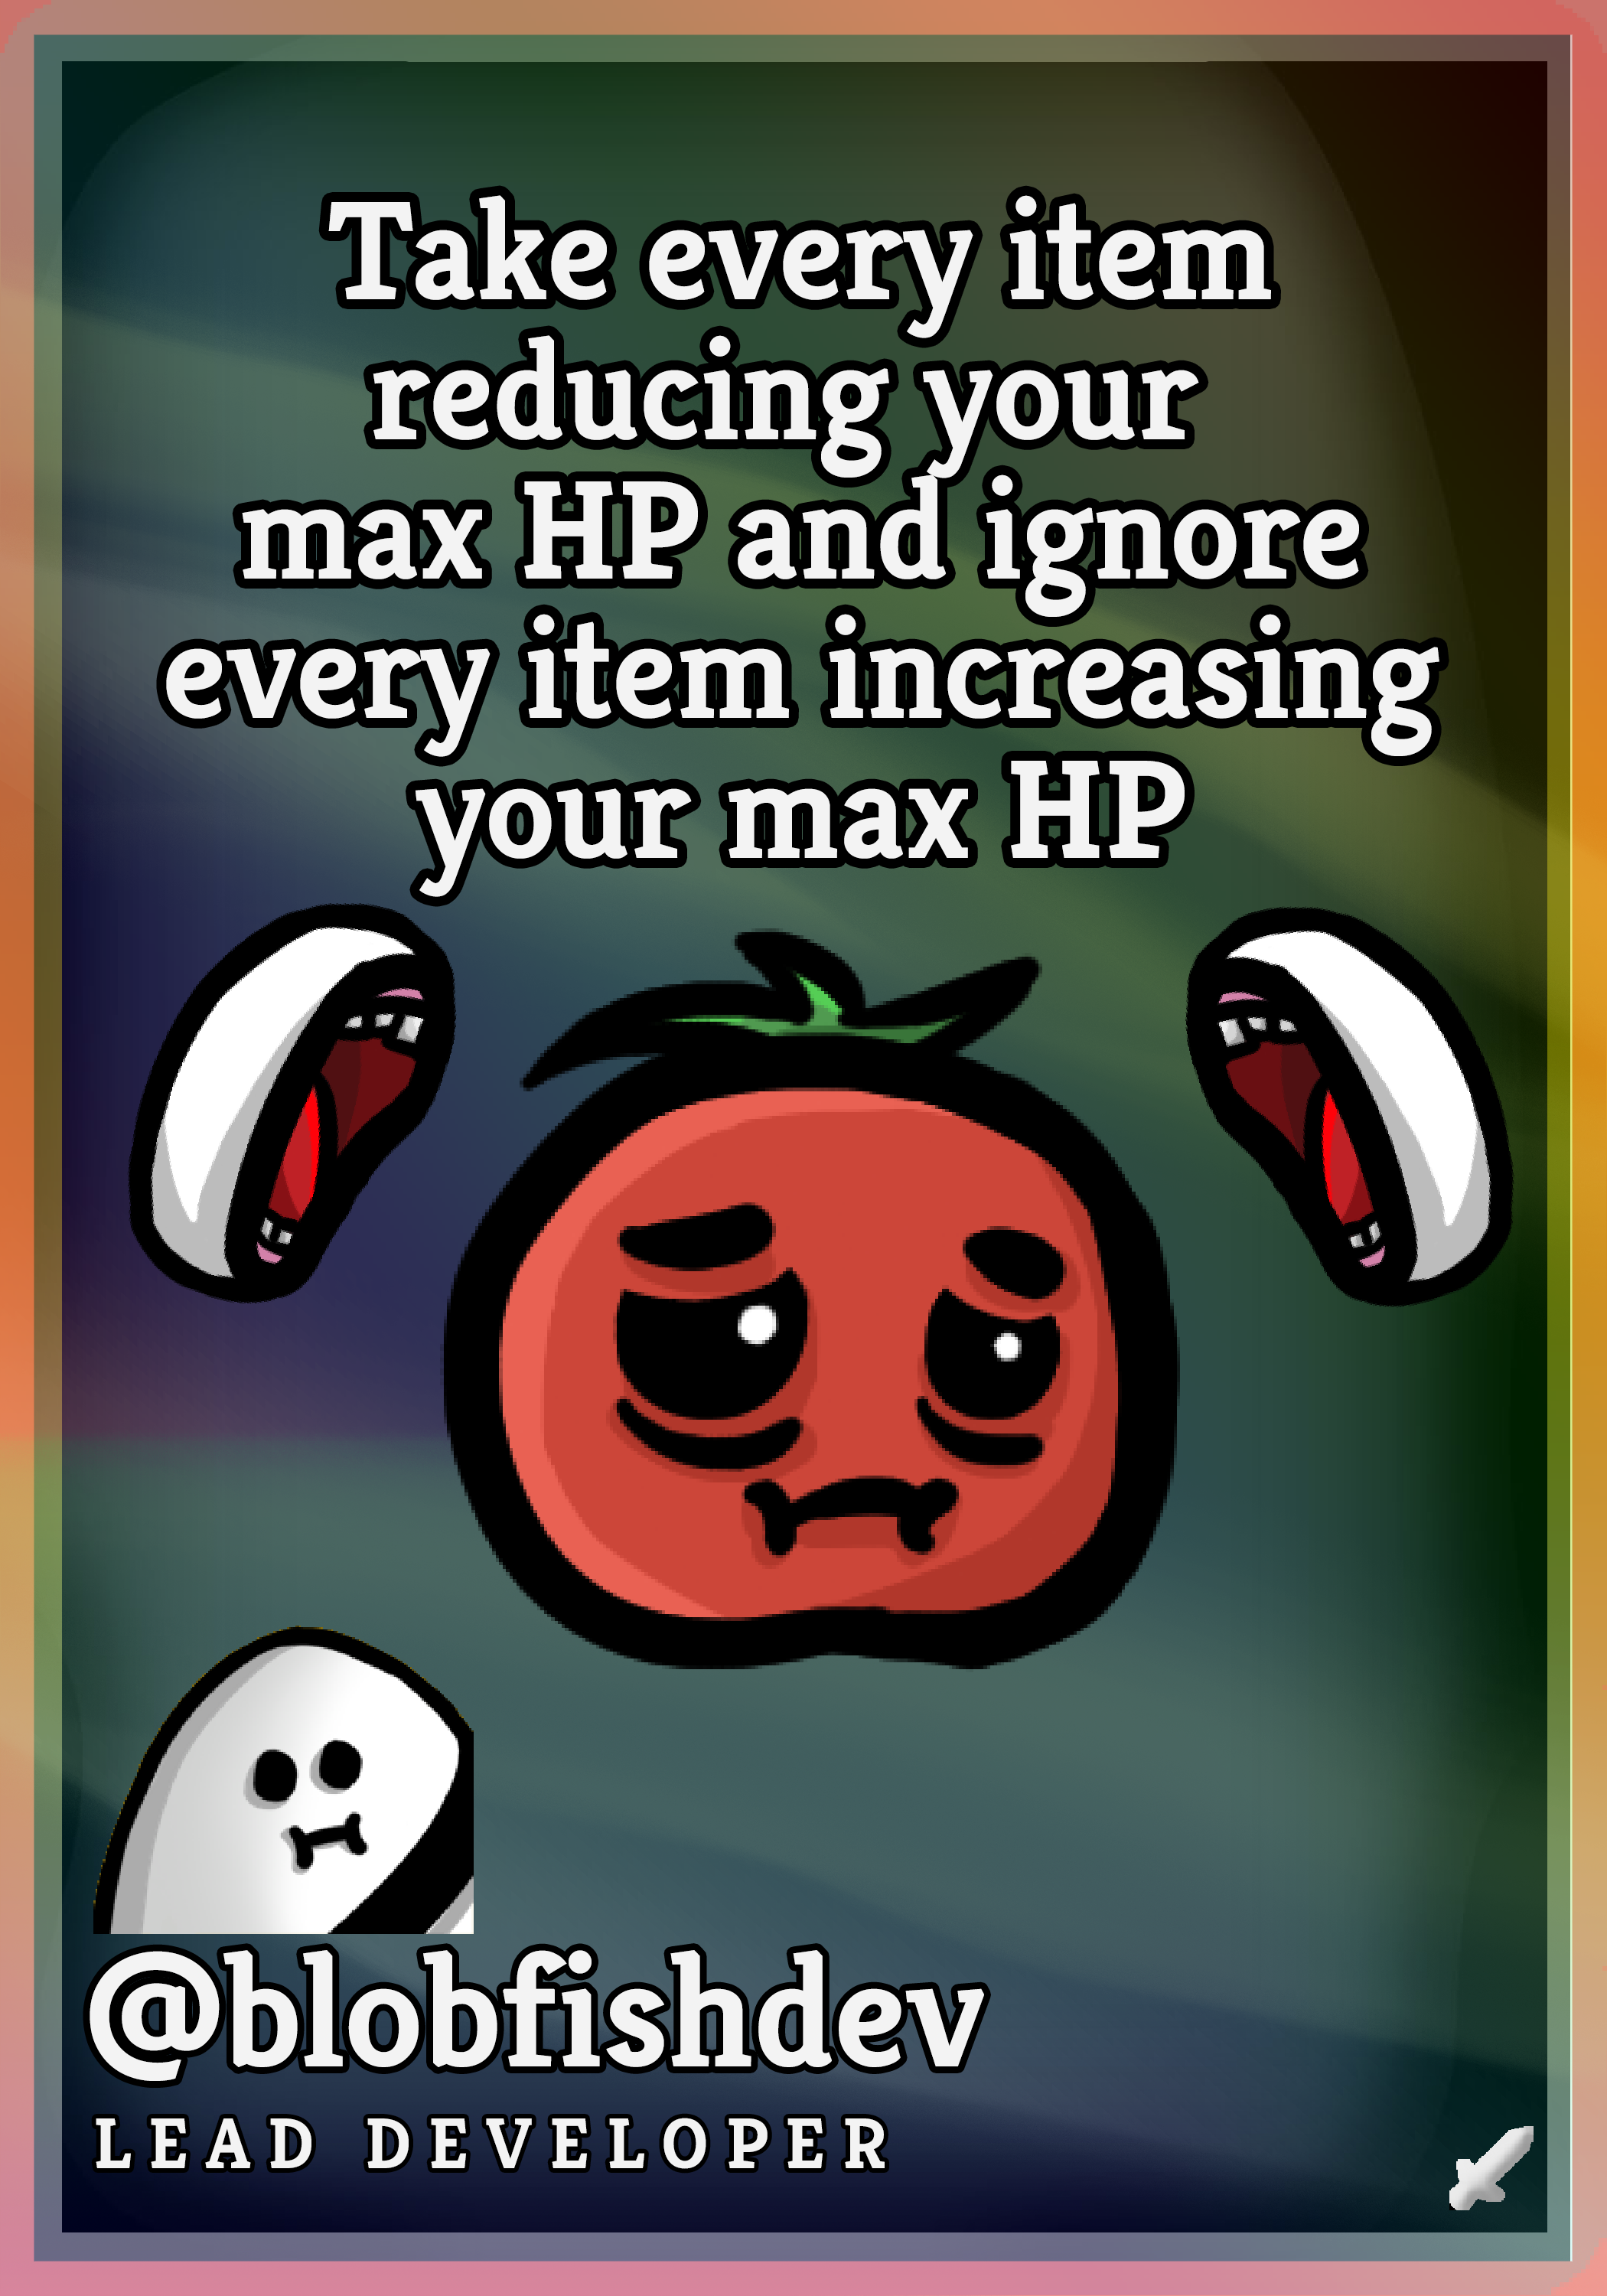 Take every item
reducing your
max HP and ignore
every item increasing
your max HP
@blobfishdev
LEAD DEVELOPER